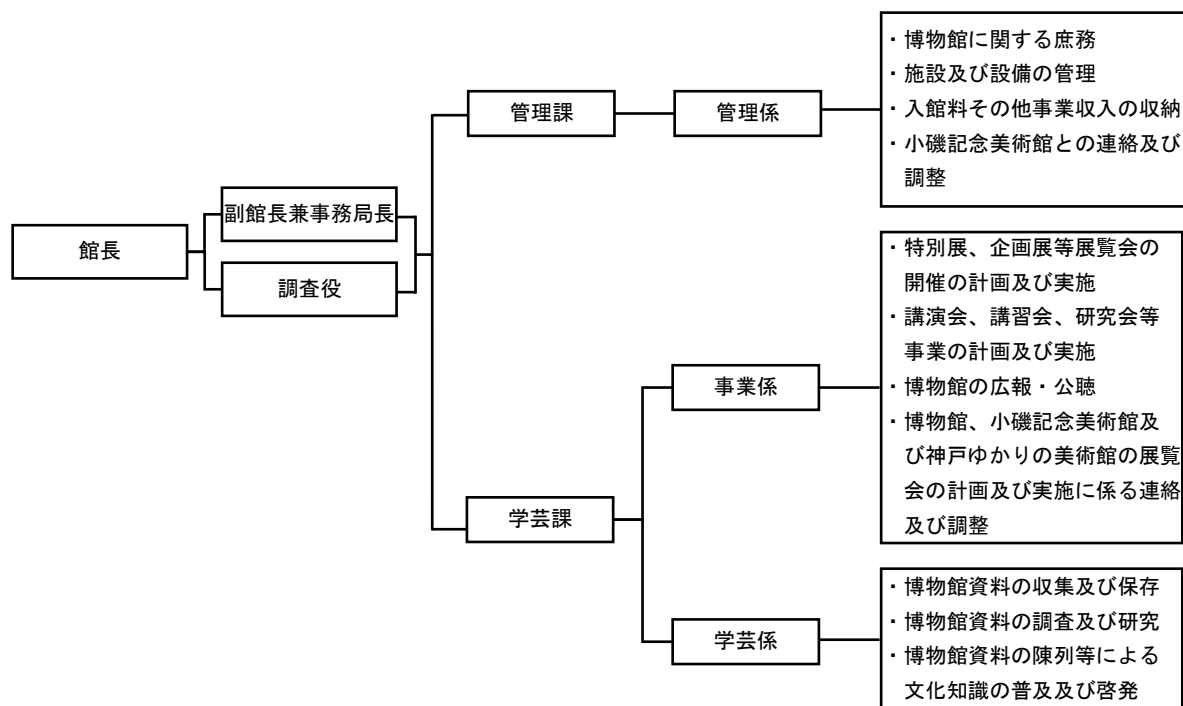 館長
副館長兼事務局長
調査役
管理課
管理係
・博物館に関する庶務
・施設及び設備の管理
・入館料その他事業収入の収納
・小磯記念美術館との連絡及び
調整
学芸課
事業係
・特別展、企画展等展覧会の
開催の計画及び実施
・講演会、講習会、研究会等
事業の計画及び実施
・博物館の広報・公聴
・博物館、小磯記念美術館及
び神戸ゆかりの美術館の展覧
会の計画及び実施に係る連絡
及び調整
学芸係
・博物館資料の収集及び保存
・博物館資料の調査及び研究
・博物館資料の陳列等による
文化知識の普及及び啓発